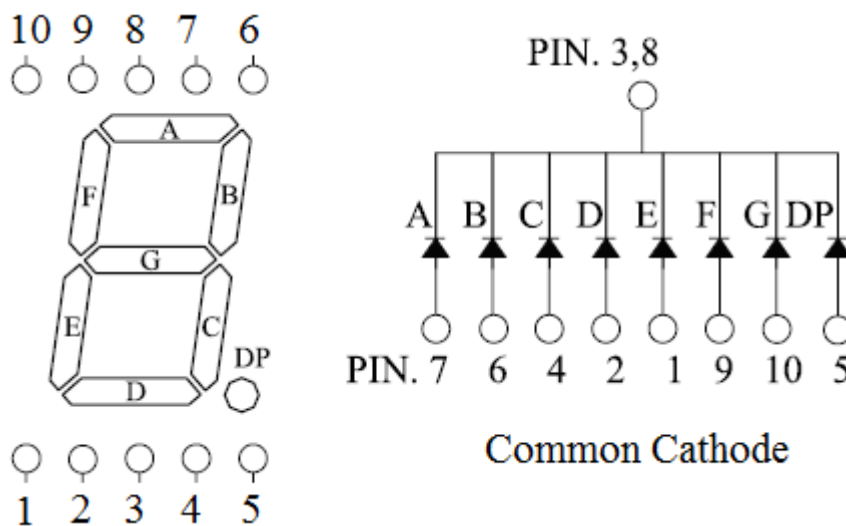 10 9 8 7 6
A
F B
G
E C
DP
D
1 2 3 4 5
PIN. 3,8
A B C D E F G DP
PIN. 7 6 4 2 1 9 10 5
Common Cathode